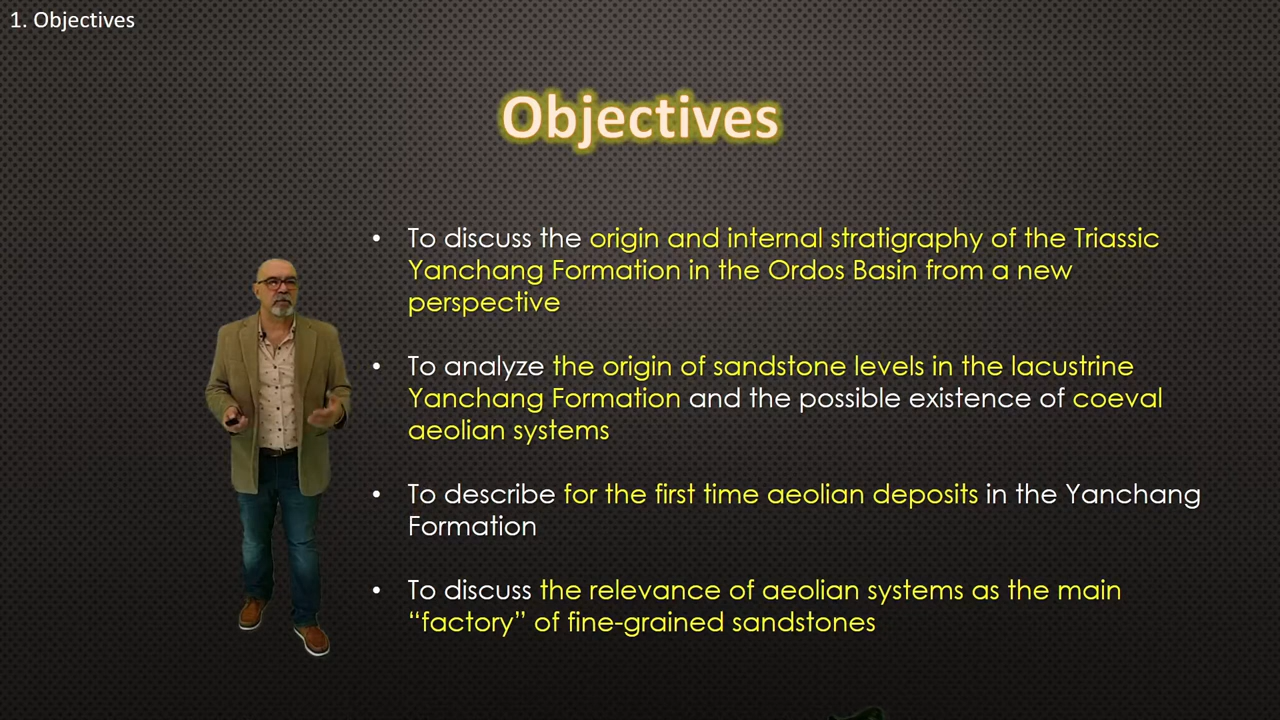 1. Objectives
Objectives
• To discuss the origin and internal stratigraphy of the Triassic
Yanchang Formation in the Ordos Basin from a new
perspective
• To analyze the origin of sandstone levels in the lacustrine
Yanchang Formation and the possible existence of coeval
aeolian systems
• To describe for the first time aeolian deposits in the Yanchang
Formation
• To discuss the relevance of aeolian systems as the main
“factory” of fine-grained sandstones